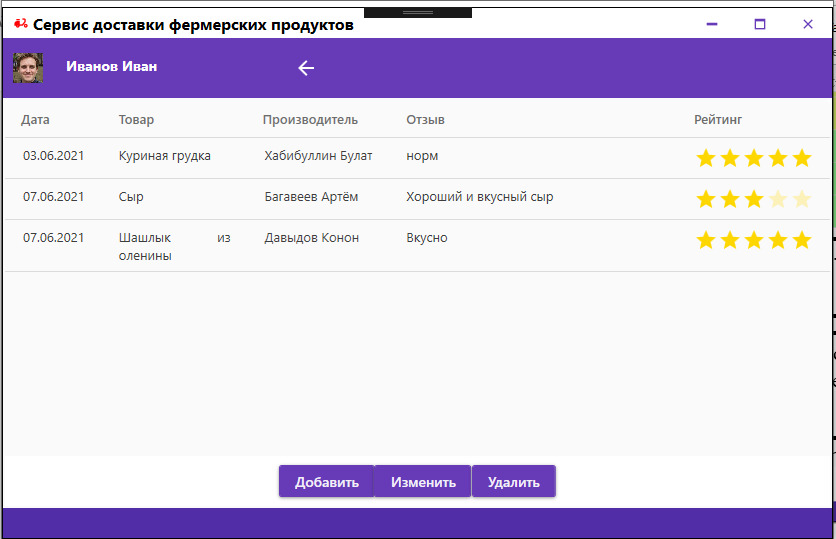 Сервис доставки фермерских продуктов
Иванов Иван
Дата Товар Производитель Отзыв Рейтинг
03.06.2021 Куриная грудка Хабибуллин Булат норм
07.06.2021 Сыр Багавеев Артём Хороший и вкусный сыр
07.06.2021 Шашлык из Давыдов Конон Вкусно
оленины
Добавить Изменить Удалить